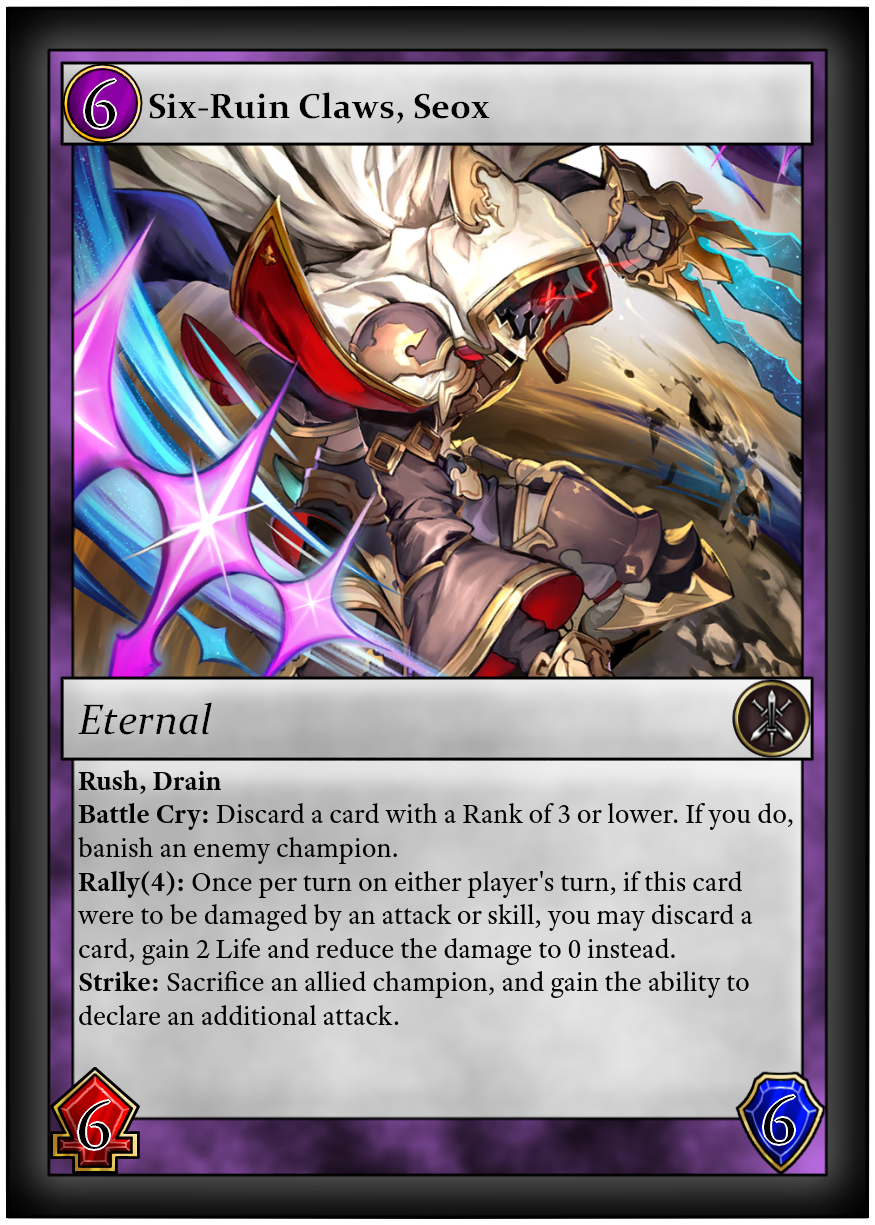 6 Six-Ruin Claws, Seox
Eternal
Rush, Drain
Battle Cry: Discard a card with a Rank of 3 or lower. If you do,
banish an enemy champion.
Rally(4): Once per turn on either player's turn, if this card
were to be damaged by an attack or skill, you may discard a
card, gain 2 Life and reduce the damage to 0 instead.
Strike: Sacrifice an allied champion, and gain the ability to
declare an additional attack.
6 6